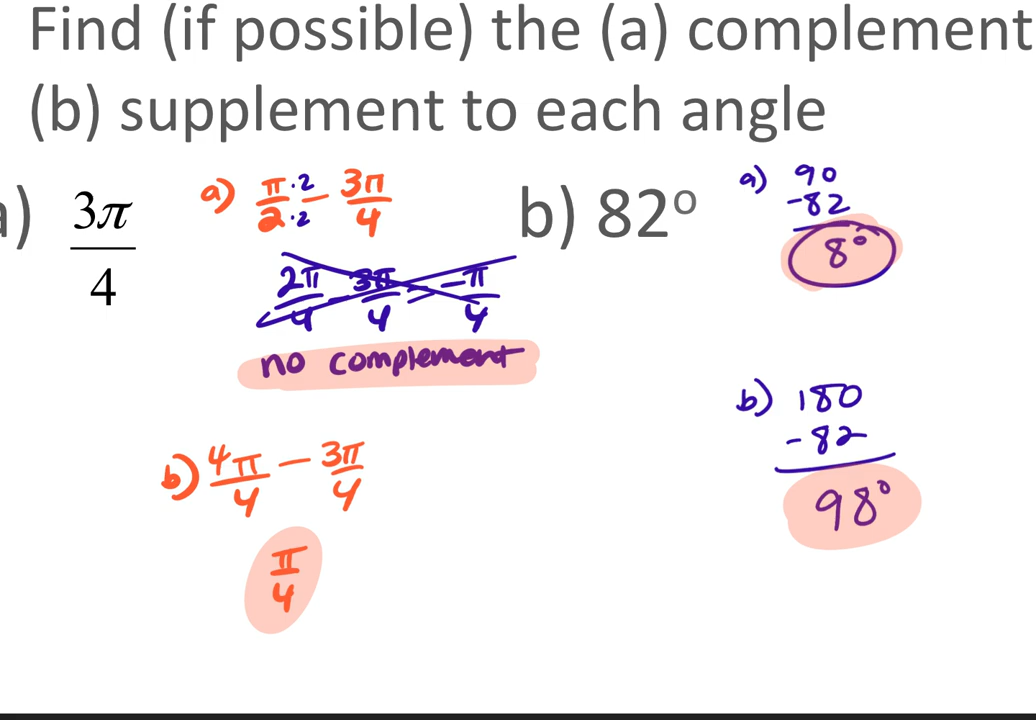 Find (if possible) the (a) complement
(b) supplement to each angle
a) 3π/4
a) π/2 ·2/·2 − 3π/4
2π/4 − 3π/4 = −π/4
no complement
b) 4π/4 − 3π/4
π/4
b) 82°
a) 90
-82
8°
b) 180
-82
98°